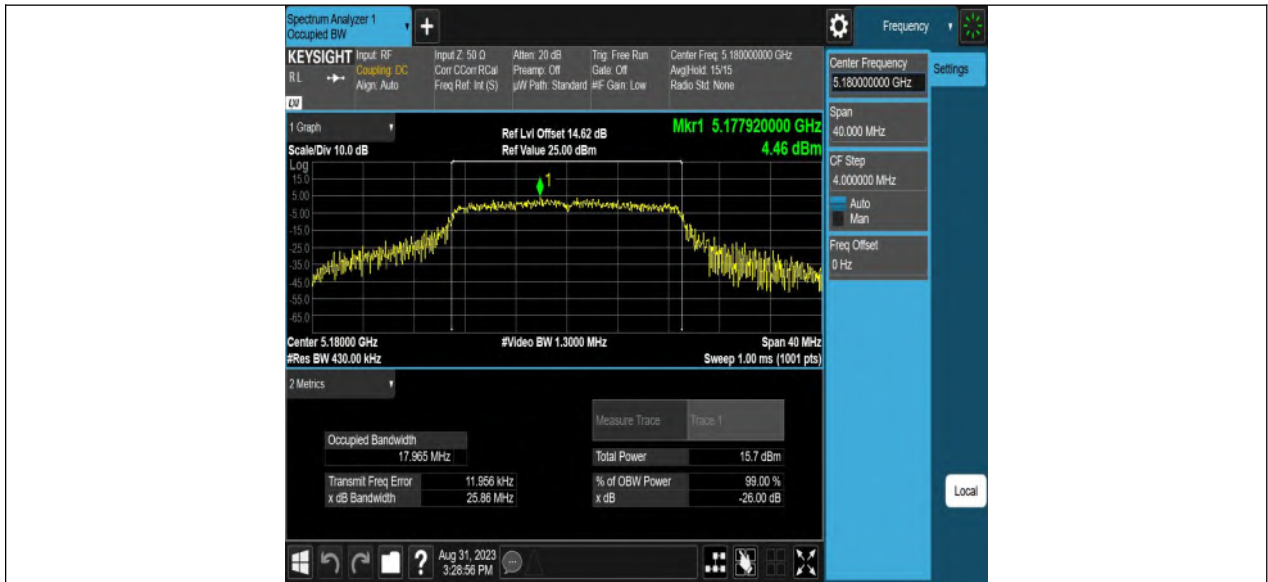 Spectrum Analyzer 1
Occupied BW
+
Frequency
KEYSIGHT
RL
LXI
Input: RF
Coupling: DC
Align: Auto
Input Z: 50 Ω
Corr CCorr RCal
Freq Ref: Int (S)
Atten: 20 dB
Preamp: Off
µW Path: Standard
Trig: Free Run
Gate: Off
#IF Gain: Low
Center Freq: 5.180000000 GHz
Avg|Hold: 15/15
Radio Std: None
Center Frequency
5.18000000 GHz
Settings
Span
40.000 MHz
CF Step
4.000000 MHz
Auto
Man
Freq Offset
0 Hz
1 Graph
Scale/Div 10.0 dB
Ref Lvl Offset 14.62 dB
Ref Value 25.00 dBm
Mkr1 5.177920000 GHz
4.46 dBm
Log
15.0
5.00
-5.00
-15.0
-25.0
-35.0
-45.0
-55.0
-65.0
1
Center 5.18000 GHz
#Video BW 1.3000 MHz
Span 40 MHz
#Res BW 430.00 kHz
Sweep 1.00 ms (1001 pts)
2 Metrics
Measure Trace
Trace 1
Occupied Bandwidth
17.965 MHz
Total Power
15.7 dBm
Transmit Freq Error
11.956 kHz
% of OBW Power
99.00 %
x dB Bandwidth
25.86 MHz
x dB
-26.00 dB
Local
?
Aug 31, 2023
3:28:56 PM